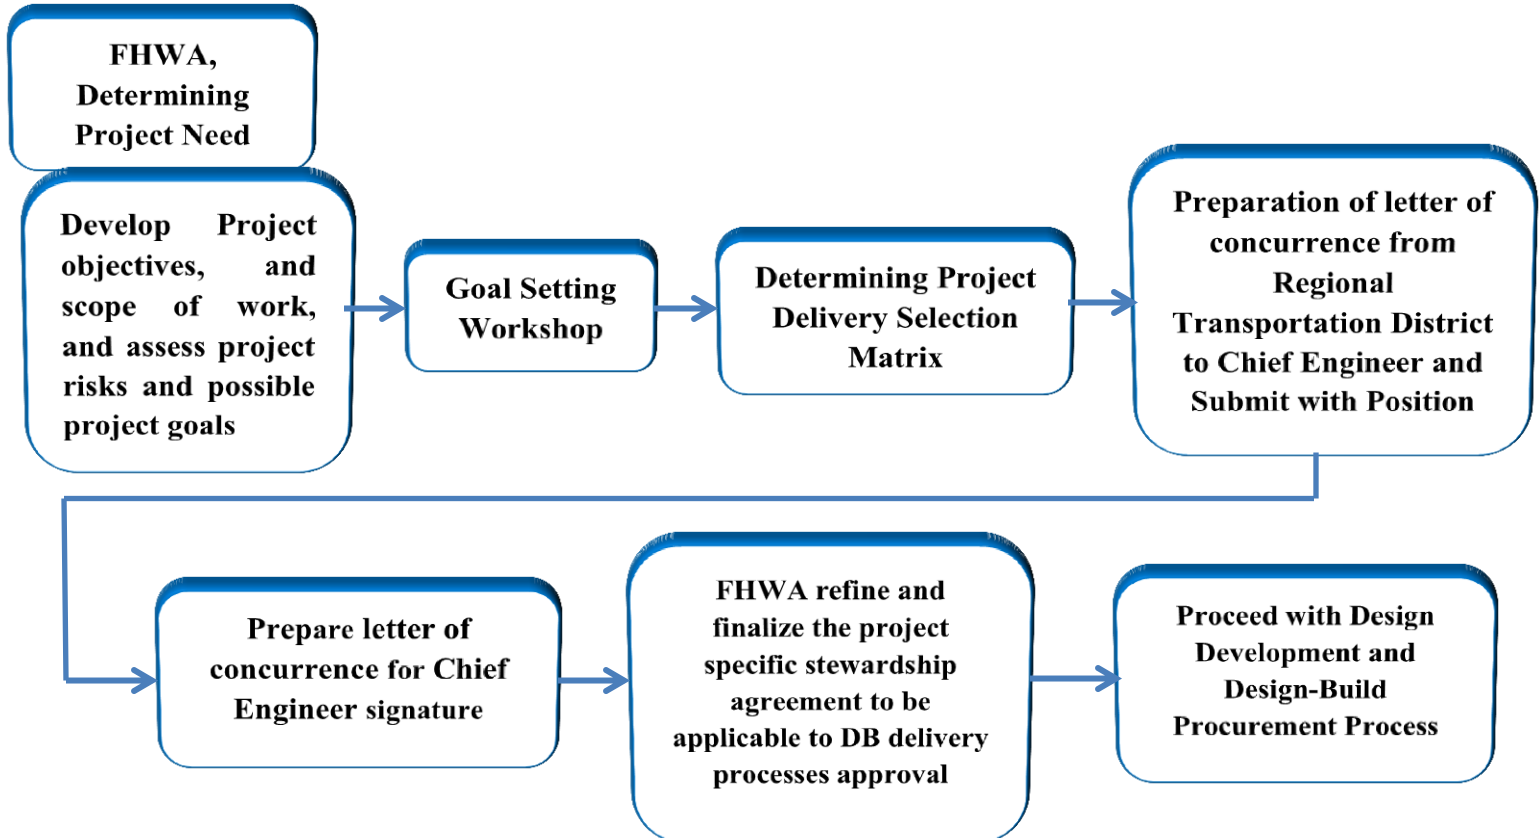 FHWA,
Determining
Project Need
Develop Project
objectives, and
scope of work,
and assess project
risks and possible
project goals
Goal Setting
Workshop
Determining Project
Delivery Selection
Matrix
Preparation of letter of
concurrence from
Regional
Transportation District
to Chief Engineer and
Submit with Position
Prepare letter of
concurrence for Chief
Engineer signature
FHWA refine and
finalize the project
specific stewardship
agreement to be
applicable to DB delivery
processes approval
Proceed with Design
Development and
Design-Build
Procurement Process